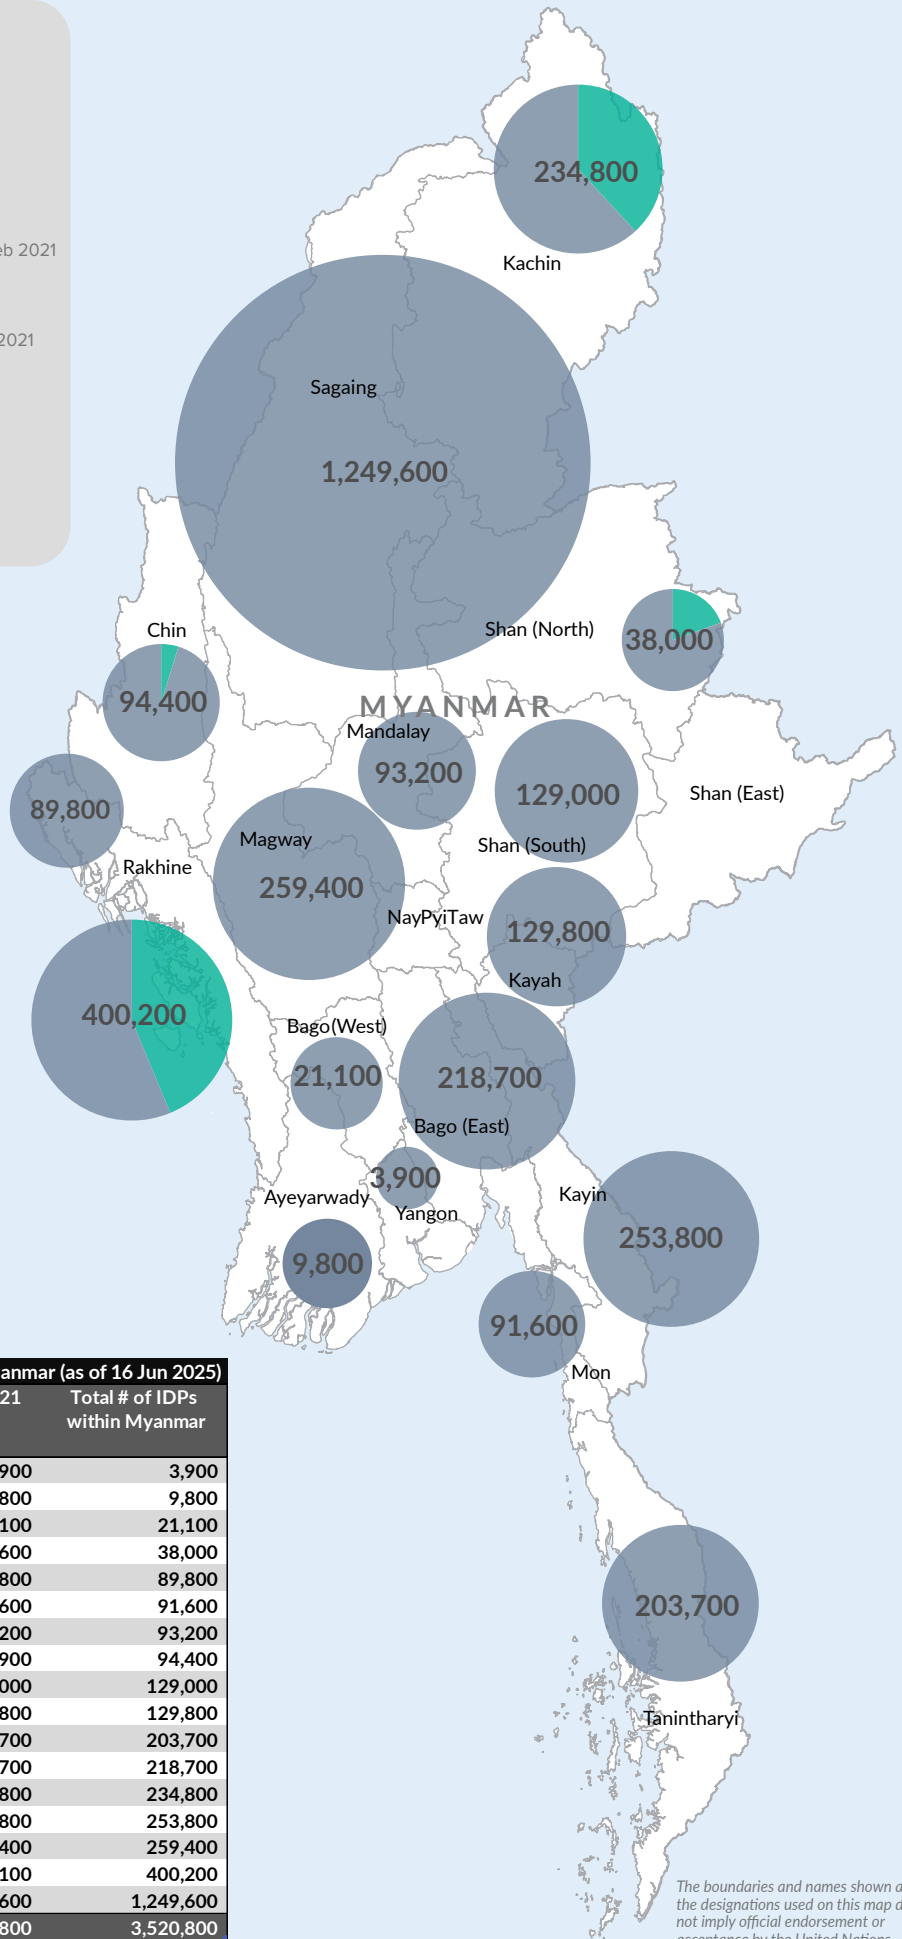 eb 2021
2021
234,800
Kachin
Sagaing
1,249,600
Chin
94,400
Shan (North)
38,000
MYANMAR
Mandalay
93,200
129,000
Shan (South)
Shan (East)
89,800
Rakhine
Magway
259,400
NayPyiTaw
129,800
Kayah
400,200
Bago(West)
21,100
218,700
Bago (East)
3,900
Yangon
Ayeyarwady
9,800
Kayin
253,800
91,600
Mon
203,700
Tanintharyi
anmar (as of 16 Jun 2025)
21 Total # of IDPs
within Myanmar
900 3,900
800 9,800
100 21,100
600 38,000
800 89,800
600 91,600
200 93,200
900 94,400
000 129,000
800 129,800
700 203,700
700 218,700
800 234,800
800 253,800
400 259,400
100 400,200
600 1,249,600
800 3,520,800
The boundaries and names shown a
the designations used on this map d
not imply official endorsement or
acceptance by the United Nations